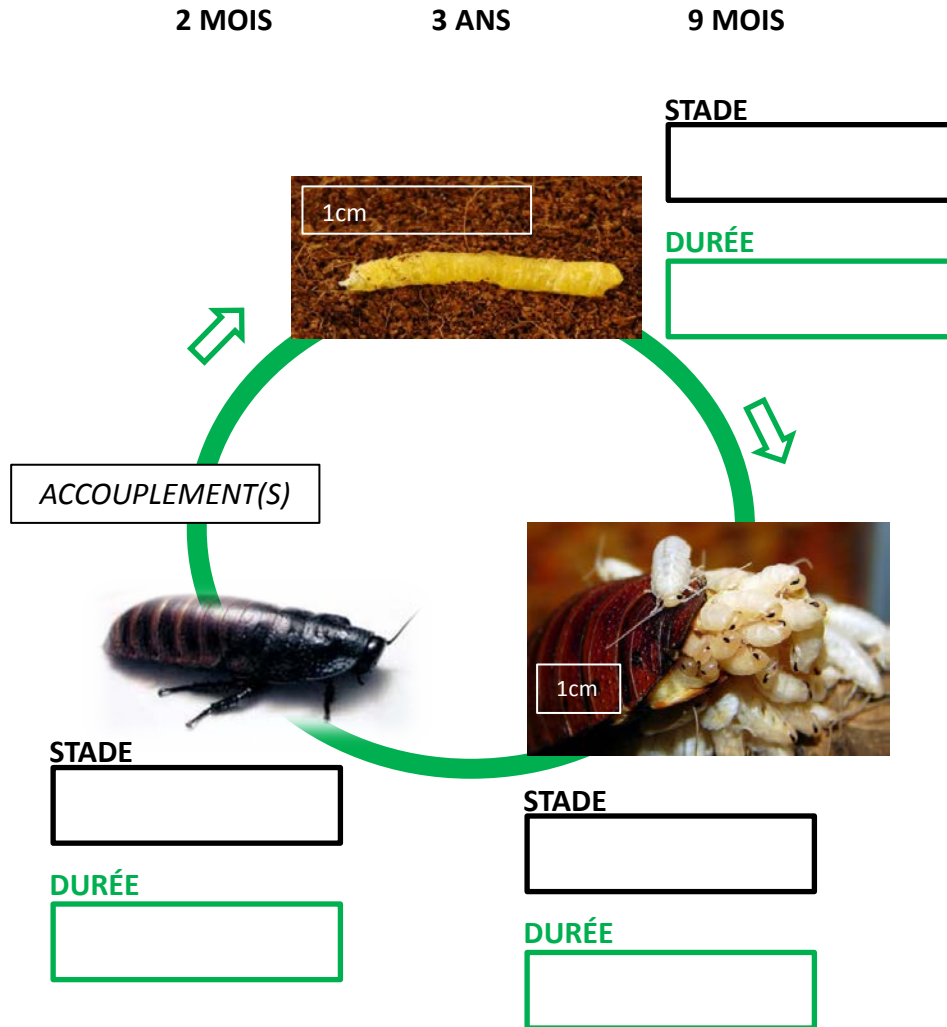 2 MOIS 3 ANS 9 MOIS
STADE
1cm
DURÉE
ACCOUPLEMENT(S)
1cm
STADE
STADE
DURÉE
DURÉE